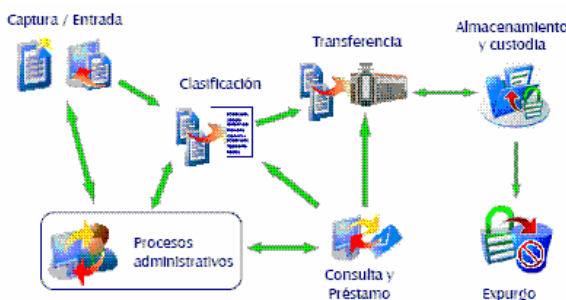 Captura / Entrada
Clasificación
Transferencia
Almacenamiento
y custodia
Procesos
administrativos
Consulta y
Préstamo
Expurgo